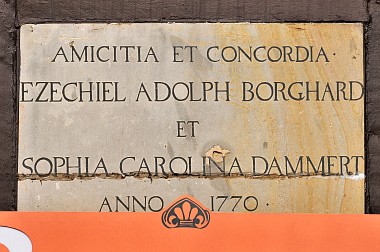 AMICITIA ET CONCORDIA·
EZECHIEL ADOLPH BORGHARD
ET
SOPHIA CAROLINA DAMMERT
ANNO 1770 ·